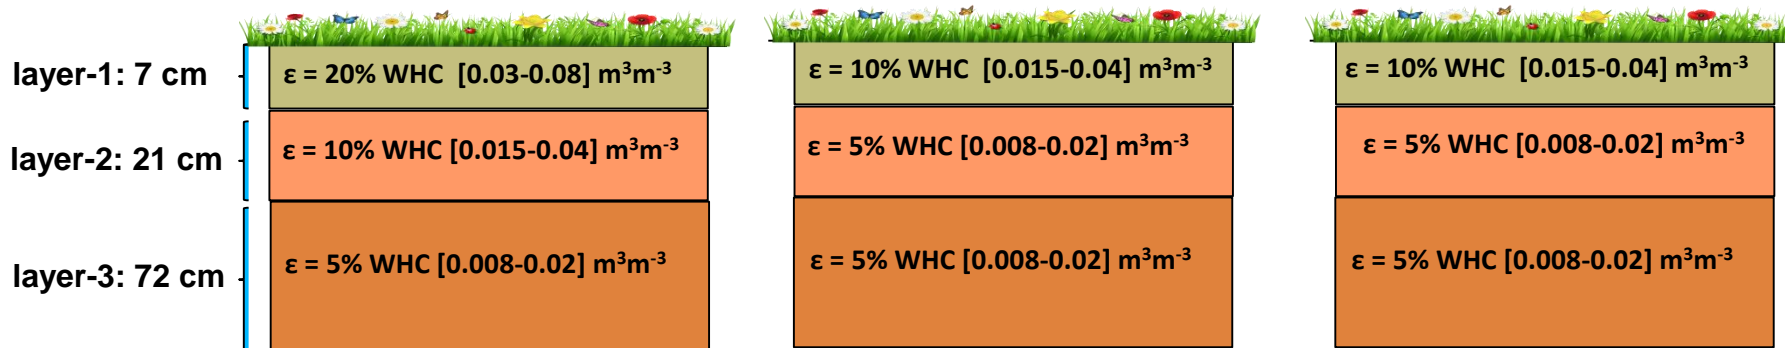 layer-1: 7 cm
ε = 20% WHC [0.03-0.08] m³m⁻³
ε = 10% WHC [0.015-0.04] m³m⁻³
ε = 10% WHC [0.015-0.04] m³m⁻³
layer-2: 21 cm
ε = 10% WHC [0.015-0.04] m³m⁻³
ε = 5% WHC [0.008-0.02] m³m⁻³
ε = 5% WHC [0.008-0.02] m³m⁻³
layer-3: 72 cm
ε = 5% WHC [0.008-0.02] m³m⁻³
ε = 5% WHC [0.008-0.02] m³m⁻³
ε = 5% WHC [0.008-0.02] m³m⁻³